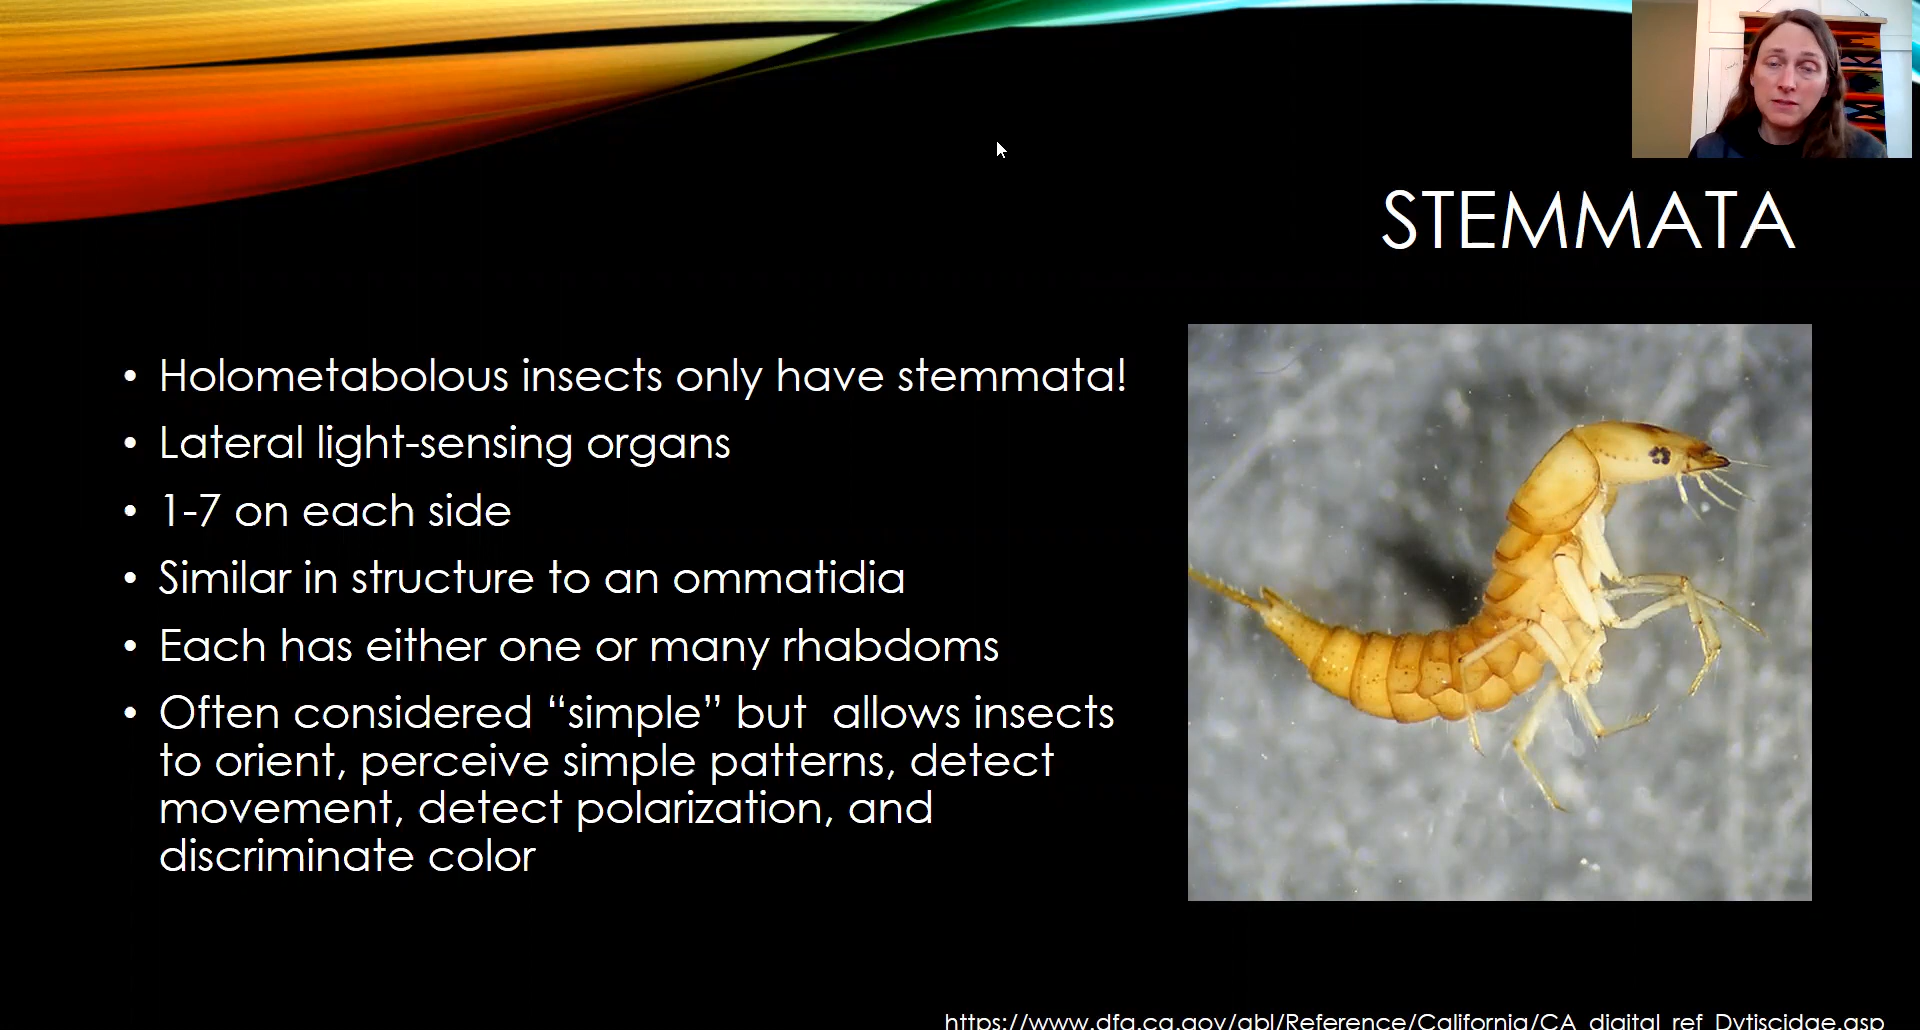 STEMMATA
• Holometabolous insects only have stemmata!
• Lateral light-sensing organs
• 1-7 on each side
• Similar in structure to an ommatidia
• Each has either one or many rhabdoms
• Often considered “simple” but  allows insects
to orient, perceive simple patterns, detect
movement, detect polarization, and
discriminate color
https://www.dfa.ca.gov/abl/Reference/California/CA_digital_ref_Dytiscidae.asp